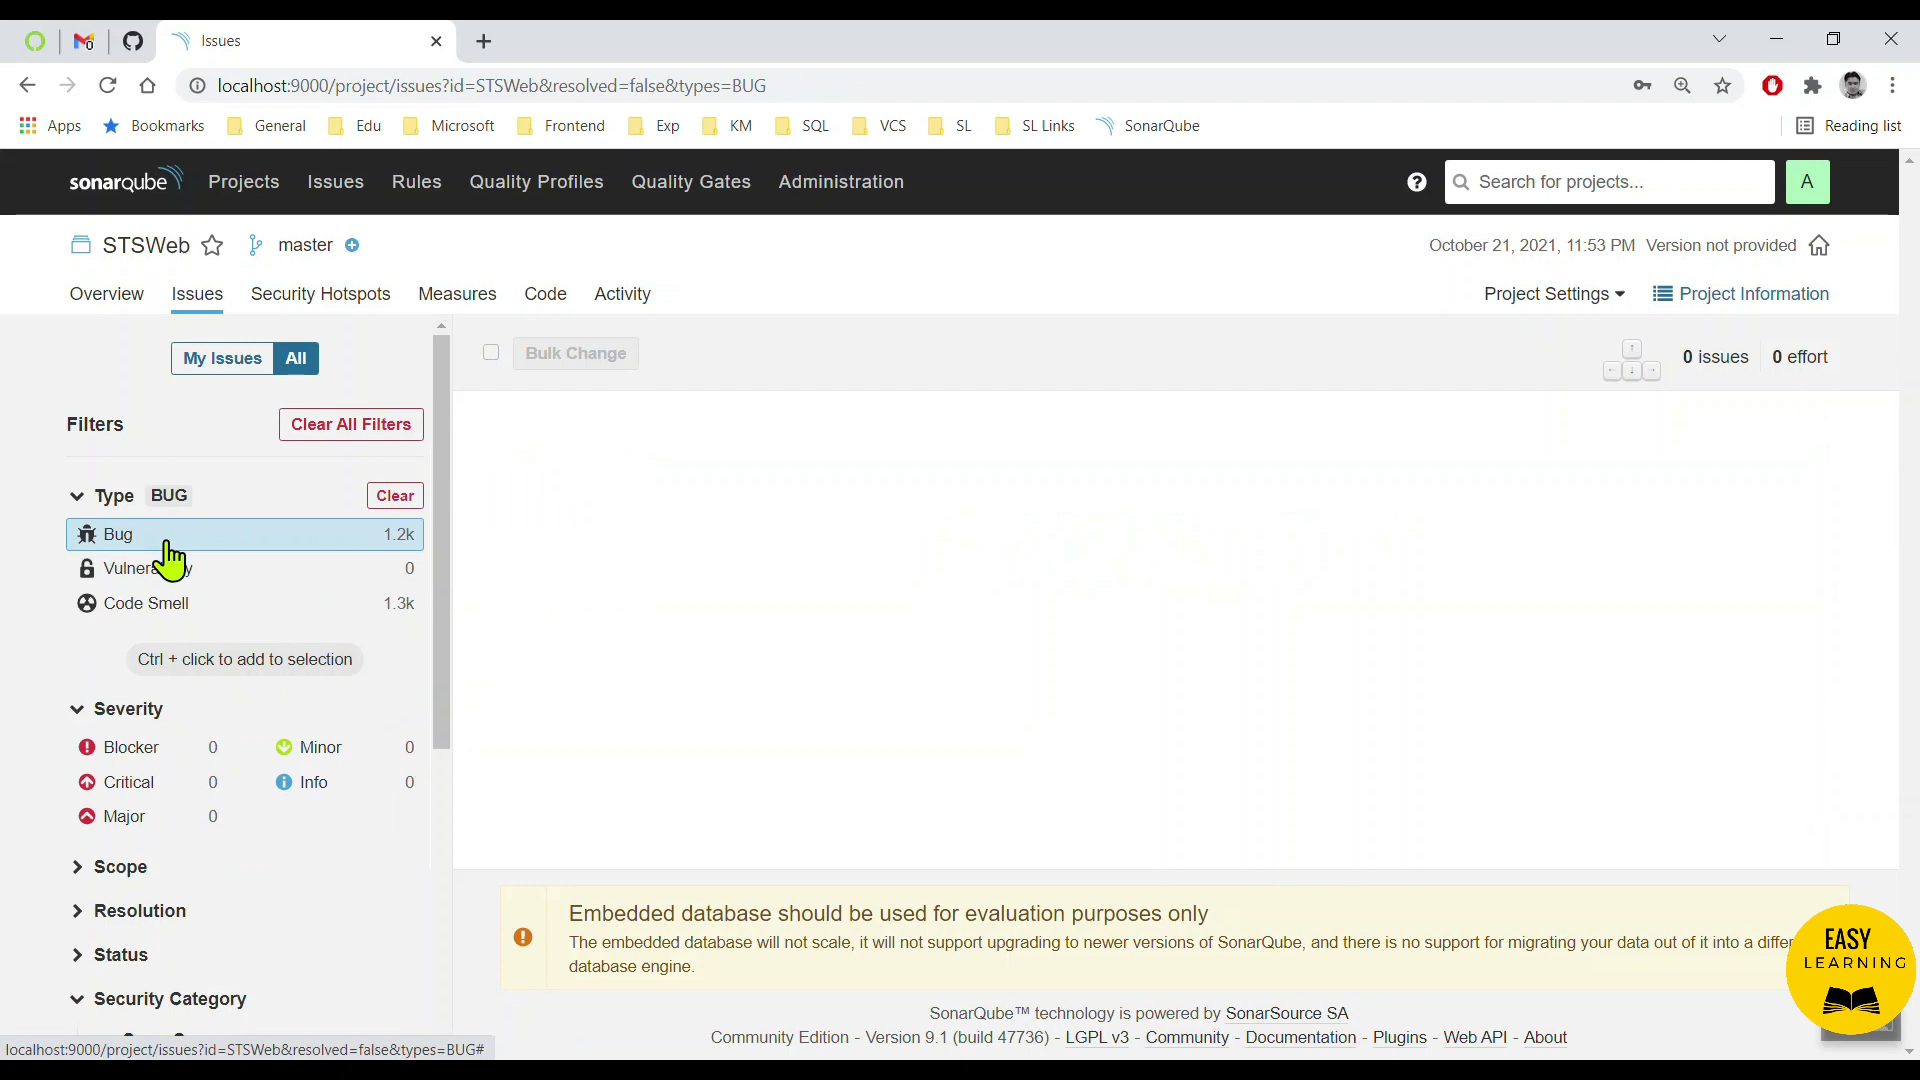 Issues
localhost:9000/project/issues?id=STSWeb&resolved=false&types=BUG
Apps Bookmarks General Edu Microsoft Frontend Exp KM SQL VCS SL SL Links SonarQube Reading list
sonarqube Projects Issues Rules Quality Profiles Quality Gates Administration Search for projects... A
STSWeb master October 21, 2021, 11:53 PM Version not provided
Overview Issues Security Hotspots Measures Code Activity Project Settings Project Information
My Issues All Bulk Change 0 issues 0 effort
Filters Clear All Filters
Type BUG Clear
Bug 1.2k
0
Code Smell 1.3k
Ctrl + click to add to selection
Severity
Blocker 0 Minor 0
Critical 0 Info 0
Major 0
Scope
Resolution
Status
Security Category
Embedded database should be used for evaluation purposes only
The embedded database will not scale, it will not support upgrading to newer versions of SonarQube, and there is no support for migrating your data out of it into a
database engine.
SonarQube™ technology is powered by SonarSource SA
Community Edition - Version 9.1 (build 47736) - LGPL v3 - Community - Documentation - Plugins - Web API - About
EASY
LEARNING
localhost:9000/project/issues?id=STSWeb&resolved=false&types=BUG#